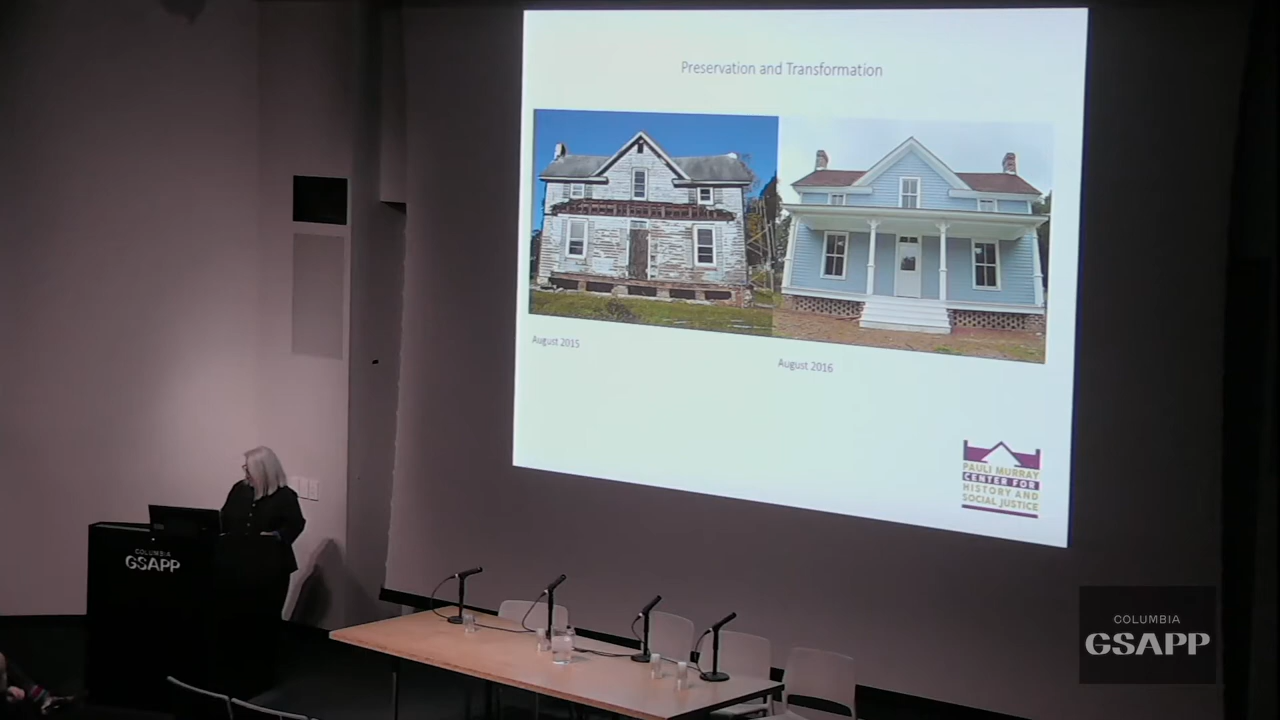 Preservation and Transformation
August 2015
August 2016
PAULI MURRAY
CENTER FOR
HISTORY AND
SOCIAL JUSTICE
COLUMBIA
GSAPP
COLUMBIA
GSAPP